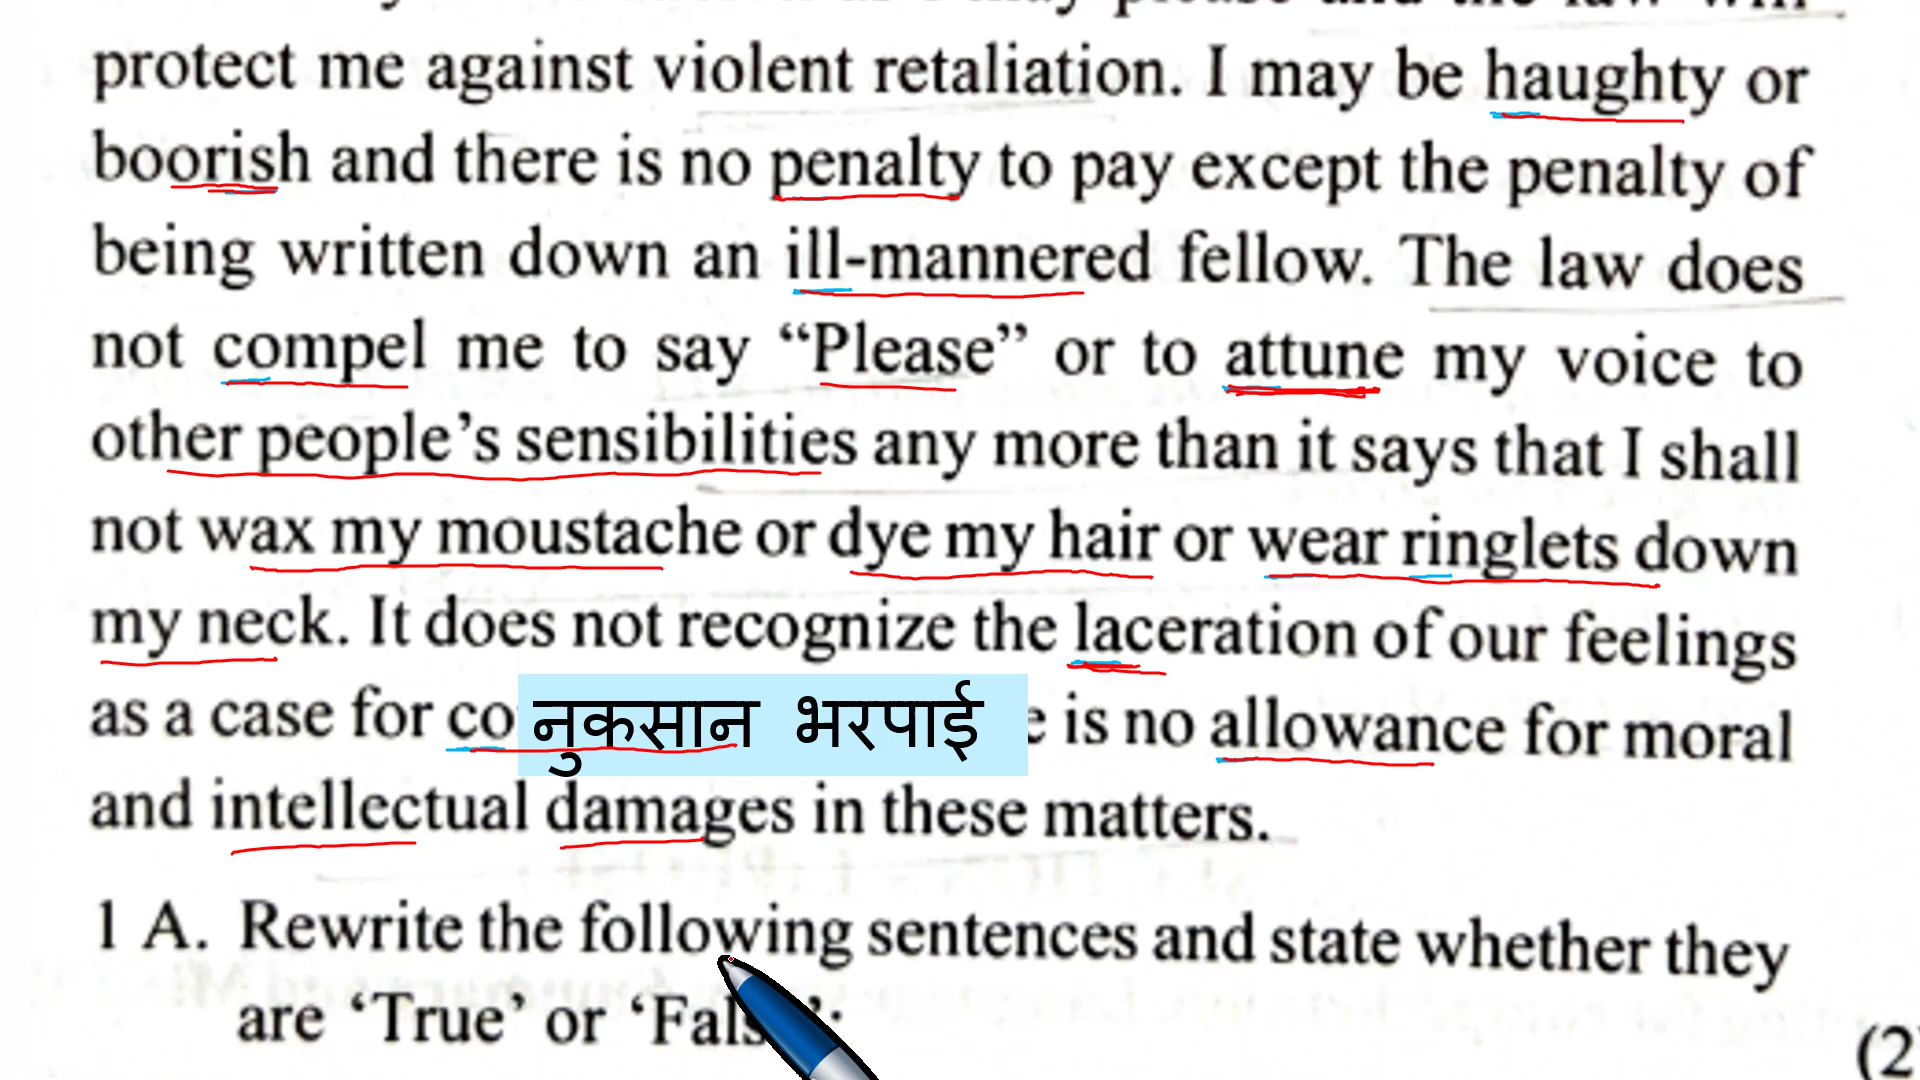 protect me against violent retaliation. I may be haughty or
boorish and there is no penalty to pay except the penalty of
being written down an ill-mannered fellow. The law does
not compel me to say “Please” or to attune my voice to
other people’s sensibilities any more than it says that I shall
not wax my moustache or dye my hair or wear ringlets down
my neck. It does not recognize the laceration of our feelings
as a case for नुकसान भरपाई is no allowance for moral
and intellectual damages in these matters.
1 A. Rewrite the following sentences and state whether they
are ‘True’ or
(2